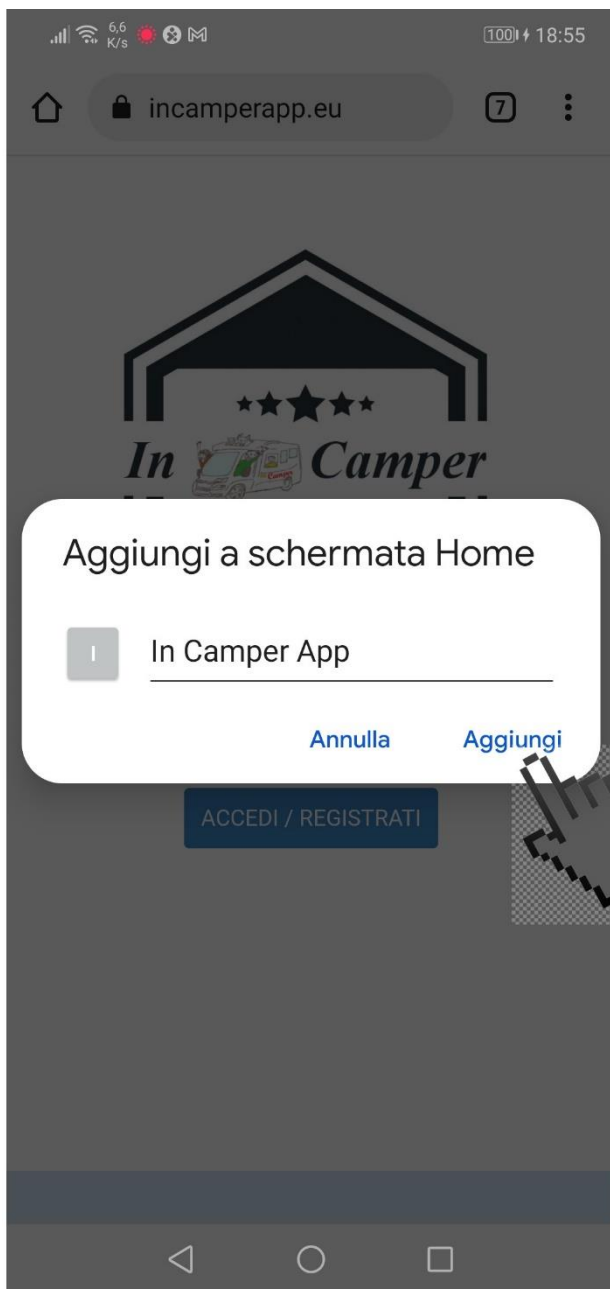 6,6
K/s
100
18:55
incamperapp.eu
7
In Camper
Aggiungi a schermata Home
I
In Camper App
Annulla
Aggiungi
ACCEDI / REGISTRATI